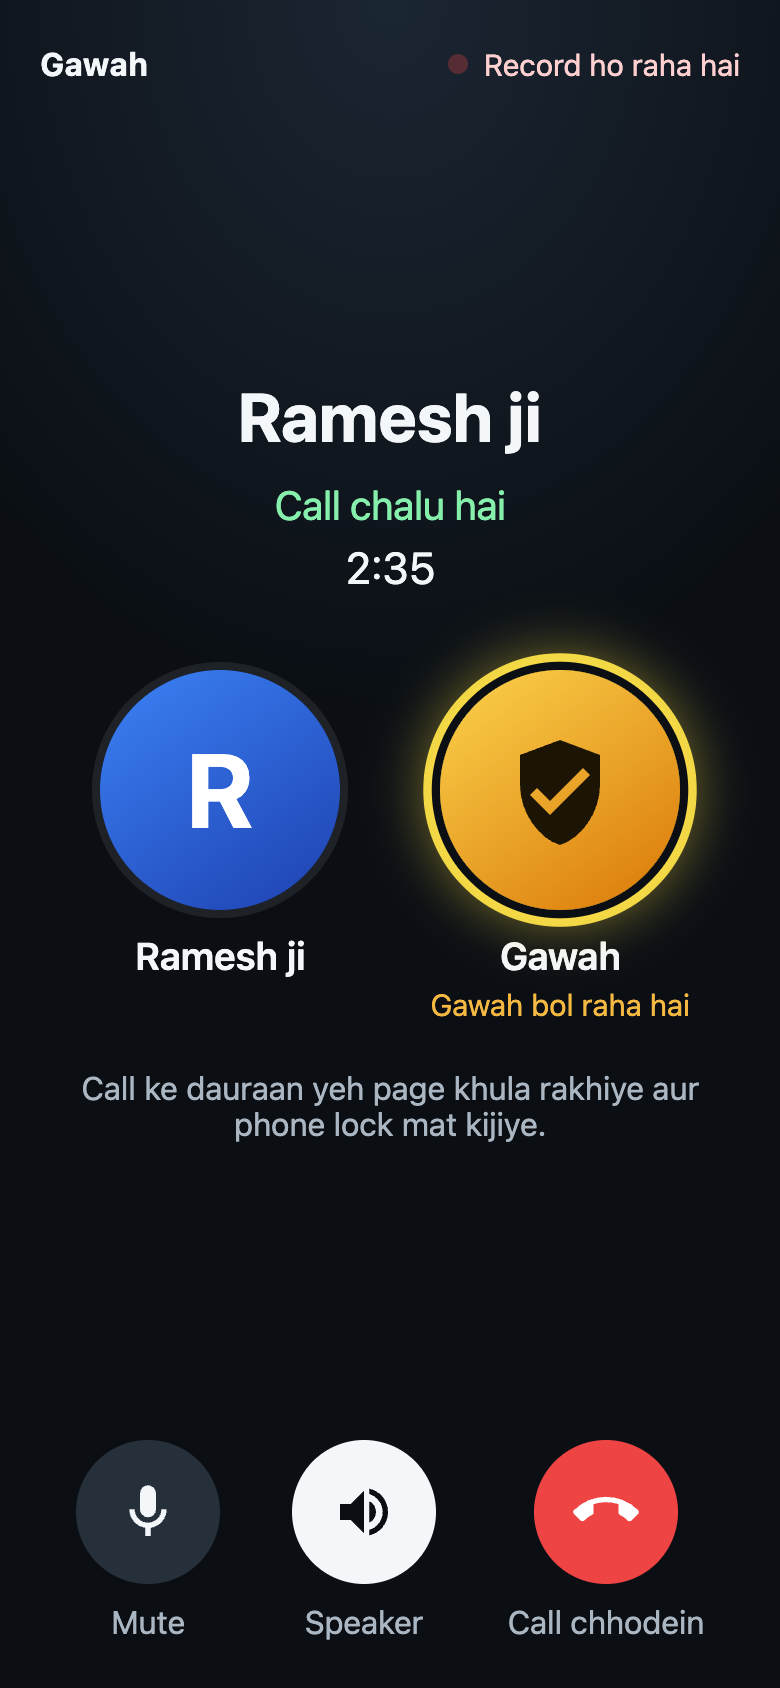 Gawah
Record ho raha hai
Ramesh ji
Call chalu hai
2:35
R
Ramesh ji
Gawah
Gawah bol raha hai
Call ke dauraan yeh page khula rakhiye aur
phone lock mat kijiye.
Mute
Speaker
Call chhodein